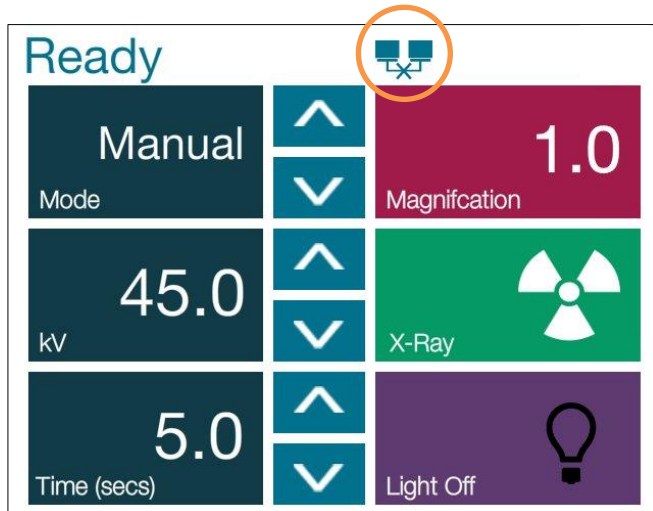 Ready
Manual
Mode
1.0
Magnifcation
45.0
kV
X-Ray
5.0
Time (secs)
Light Off